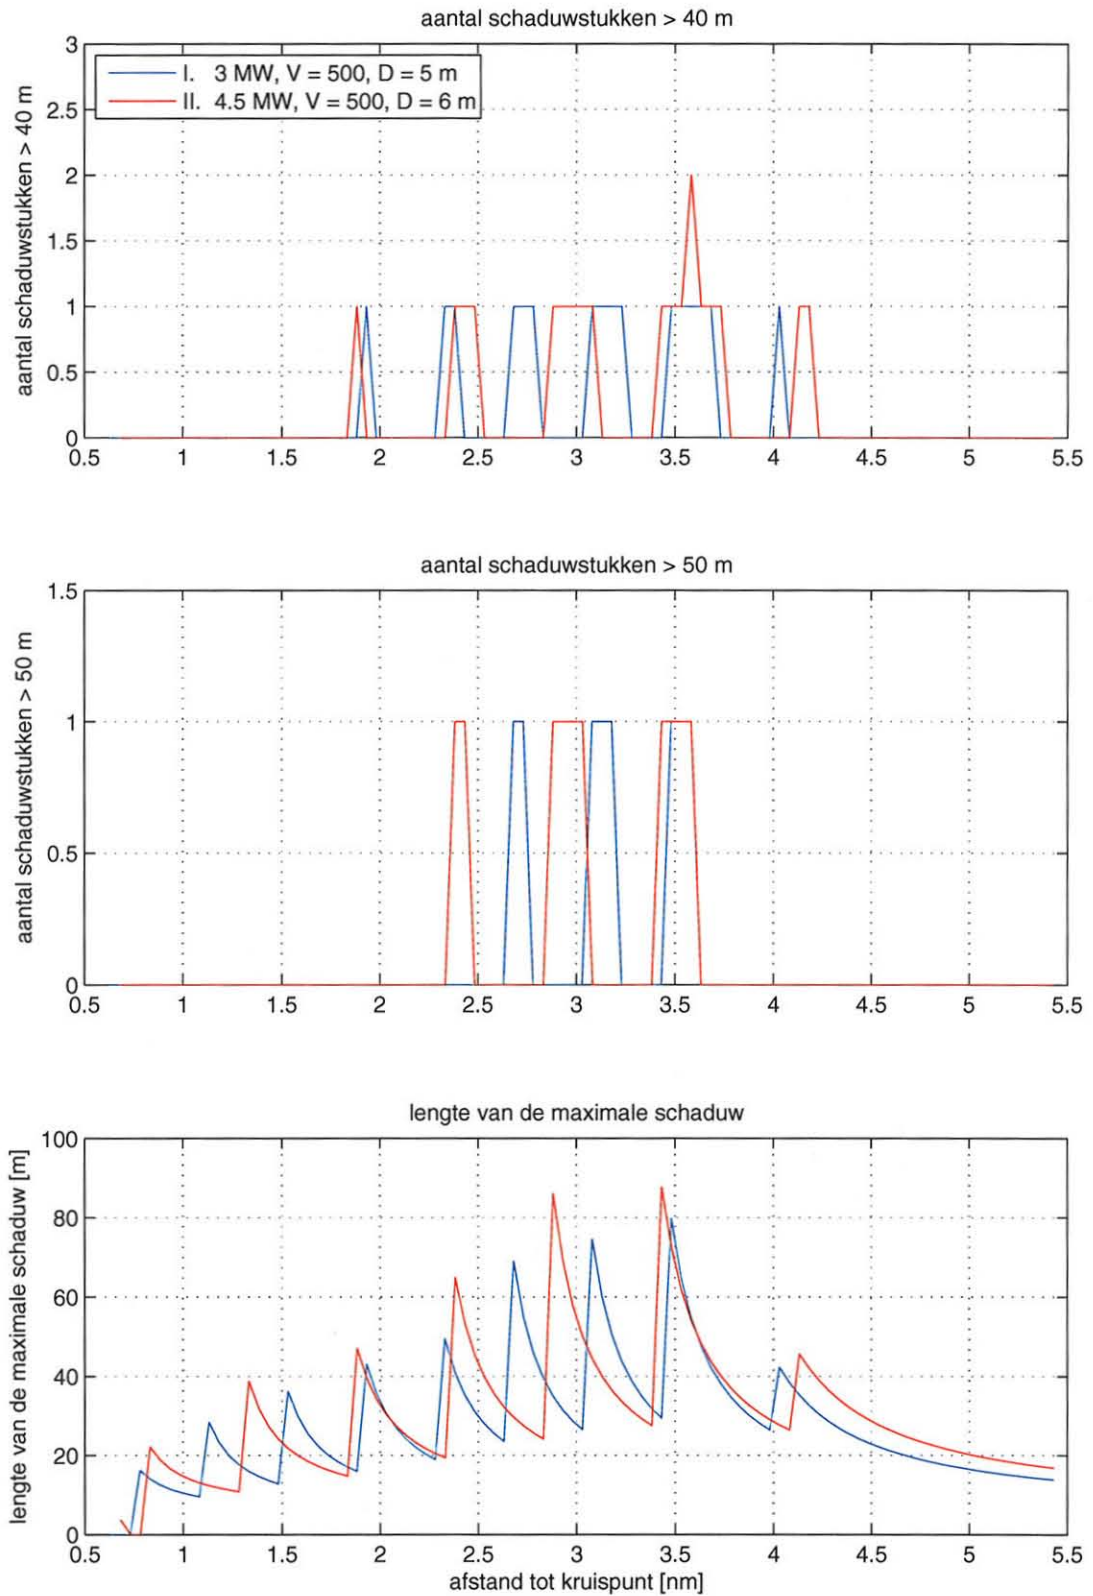 aantal schaduwstukken > 40 m
aantal schaduwstukken > 40 m
3
2.5
2
1.5
1
0.5
0
I. 3 MW, V = 500, D = 5 m
II. 4.5 MW, V = 500, D = 6 m
0.5 1 1.5 2 2.5 3 3.5 4 4.5 5 5.5
aantal schaduwstukken > 50 m
aantal schaduwstukken > 50 m
1.5
1
0.5
0
0.5 1 1.5 2 2.5 3 3.5 4 4.5 5 5.5
lengte van de maximale schaduw
lengte van de maximale schaduw [m]
100
80
60
40
20
0
0.5 1 1.5 2 2.5 3 3.5 4 4.5 5 5.5
afstand tot kruispunt [nm]